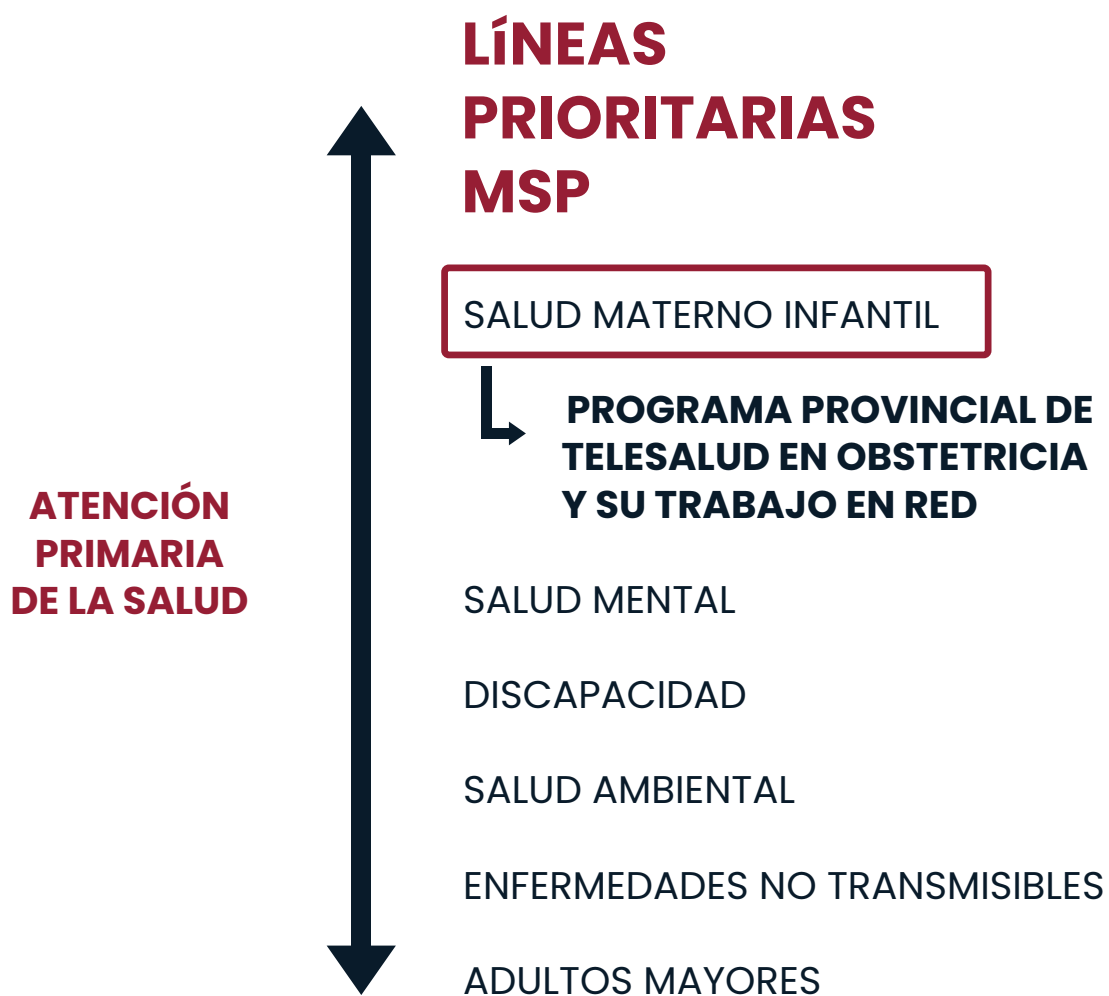 LíNEAS
PRIORITARIAS
MSP
SALUD MATERNO INFANTIL
PROGRAMA PROVINCIAL DE
TELESALUD EN OBSTETRICIA
Y SU TRABAJO EN RED
ATENCIÓN
PRIMARIA
DE LA SALUD
SALUD MENTAL
DISCAPACIDAD
SALUD AMBIENTAL
ENFERMEDADES NO TRANSMISIBLES
ADULTOS MAYORES